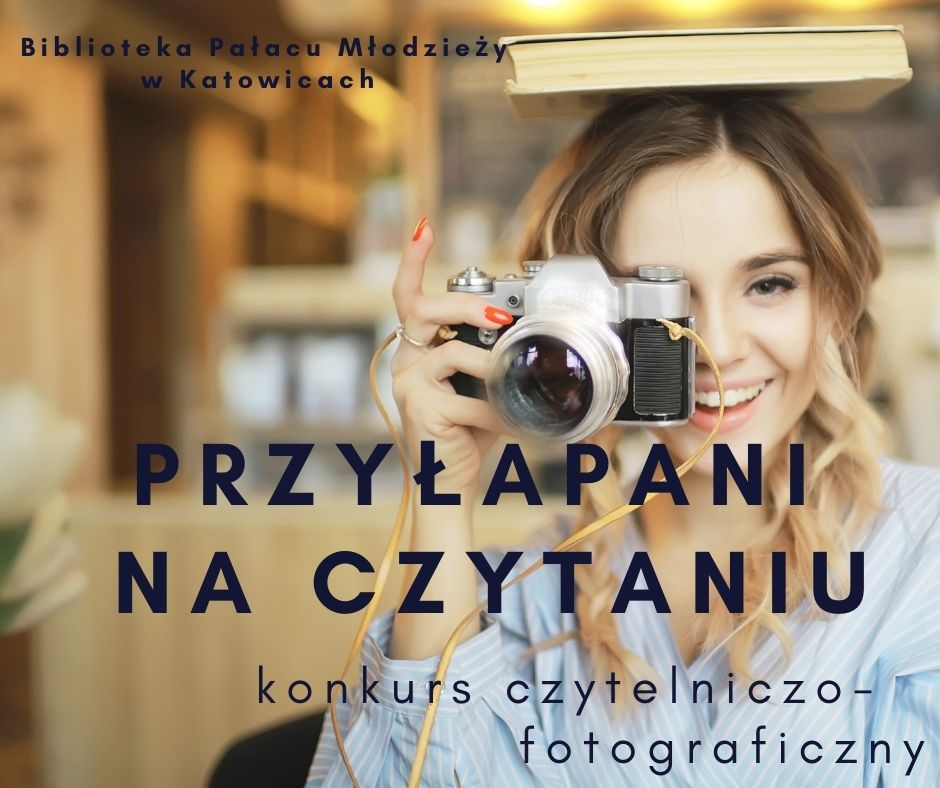 Biblioteka Pałacu Młodzieży
w Katowicach
PRZYŁAPANI
NA CZYTANIU
konkurs czytelniczo-
fotograficzny